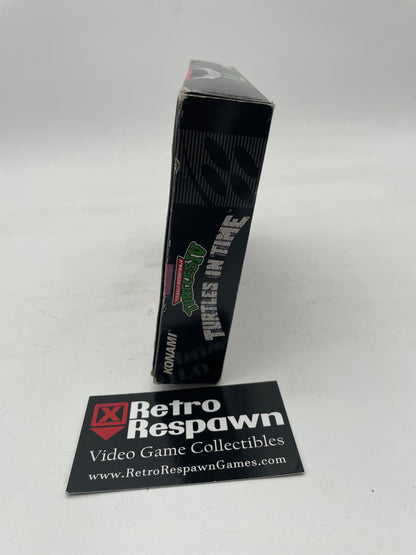 TURTLES IN TIME
KONAMI
Retro
Respawn
Video Game Collectibles
www.RetroRespawnGames.com